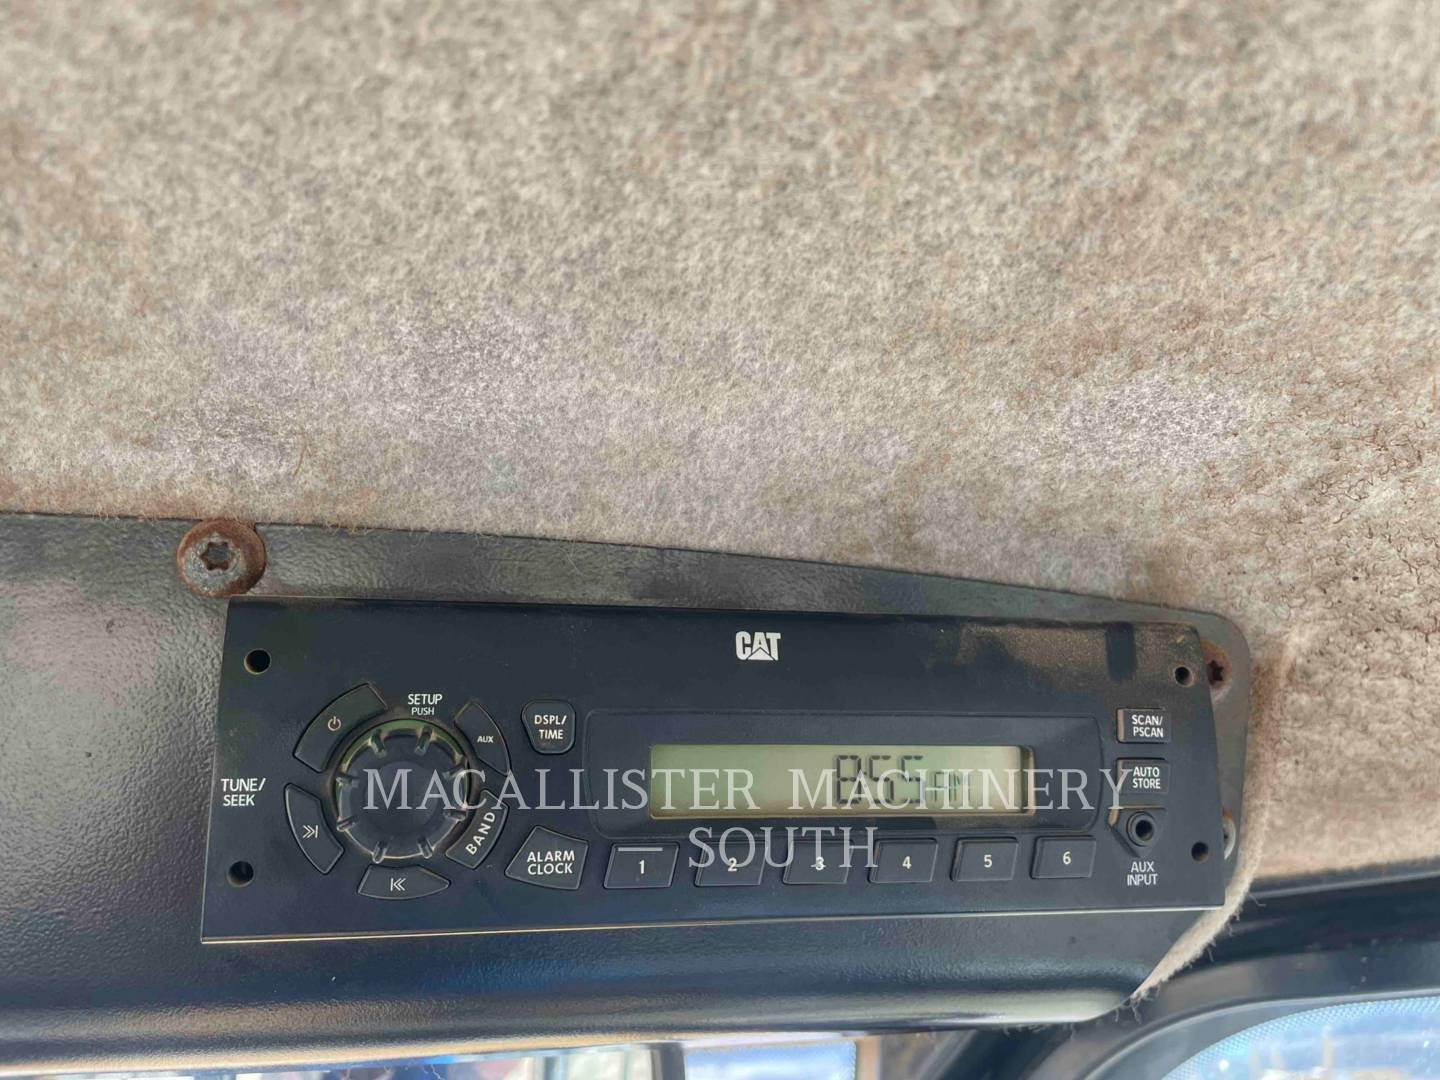 CAT
SETUP
PUSH
AUX
DSPL/
TIME
TUNE/
SEEK
BAND
ALARM
CLOCK
1
2
3
4
5
6
SCAN/
PSCAN
AUTO
STORE
AUX
INPUT
MACALLISTER MACHINERY
— SOUTH